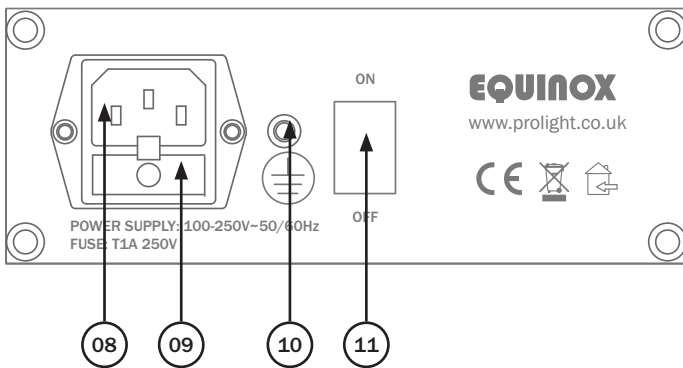 ON
EQUINOX
www.prolight.co.uk
CE
OFF
POWER SUPPLY: 100-250V~50/60Hz
FUSE: T1A 250V
08 09 10 11